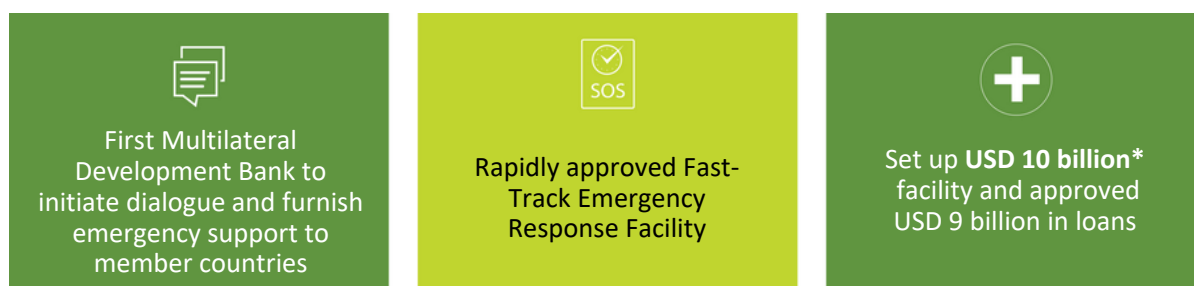 First Multilateral
Development Bank to
initiate dialogue and furnish
emergency support to
member countries
SOS
Rapidly approved Fast-
Track Emergency
Response Facility
Set up USD 10 billion*
facility and approved
USD 9 billion in loans